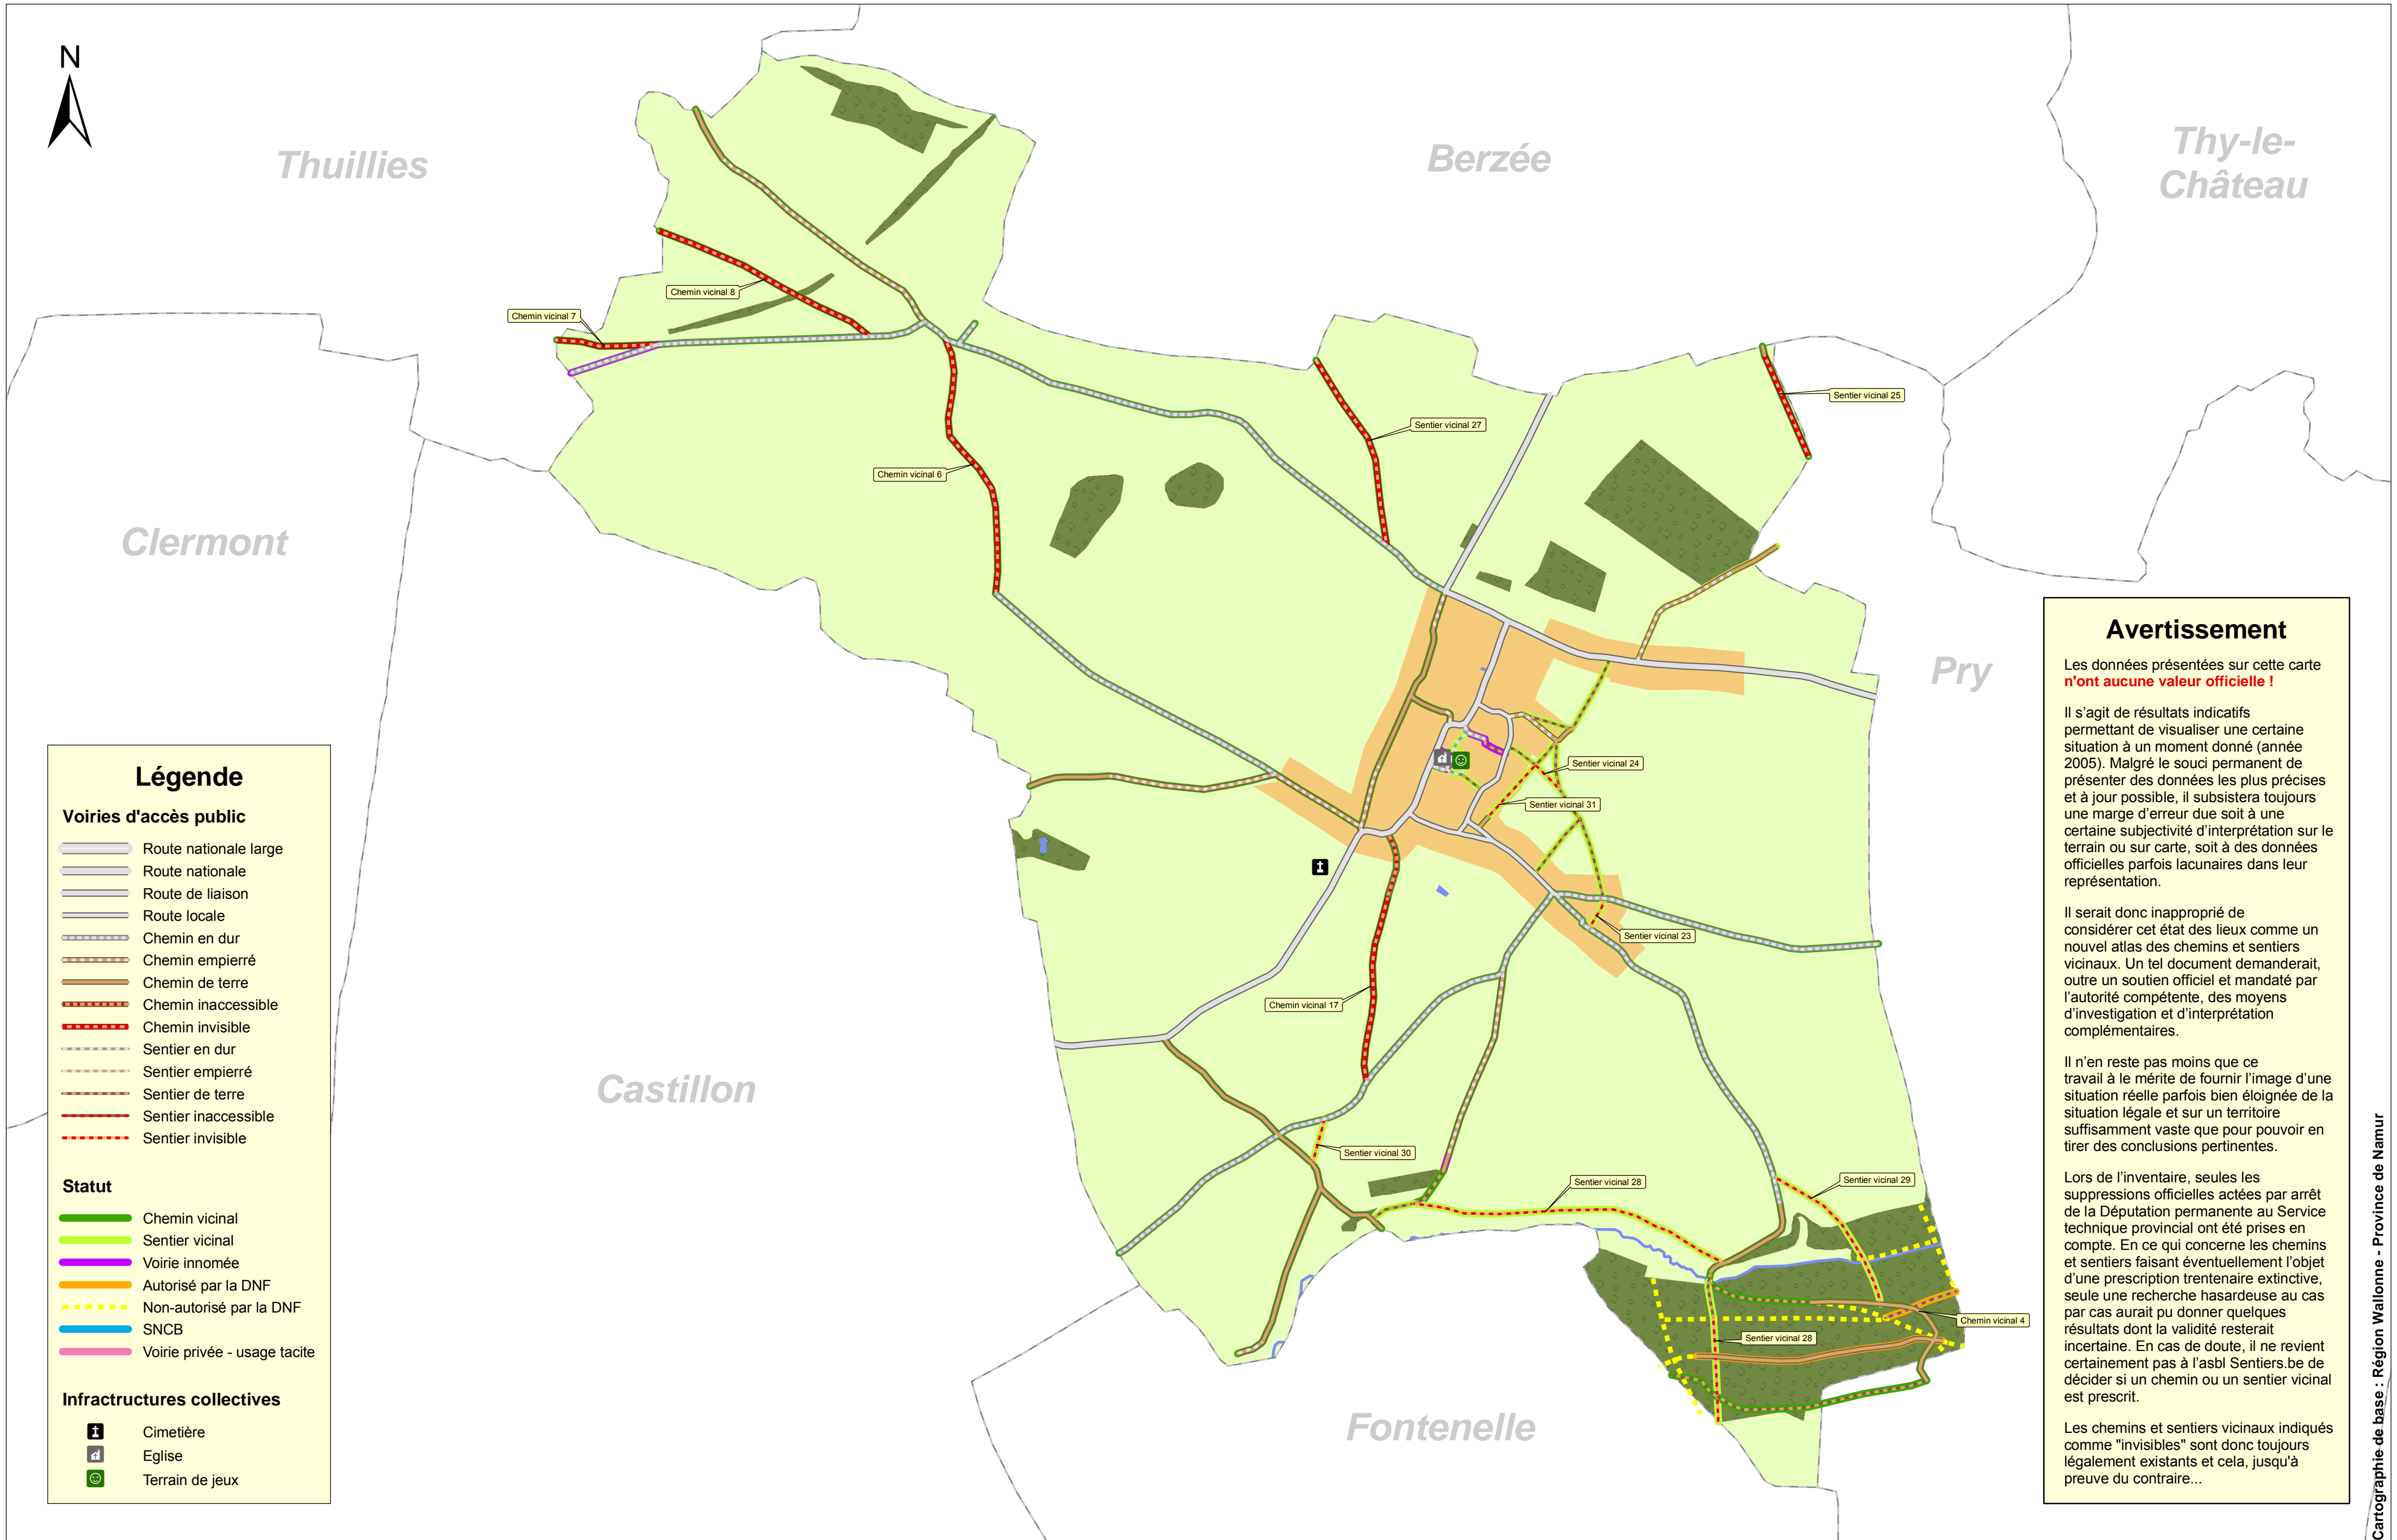 N
Thuillies
Berzée
Thy-le-
Château
Clermont
Pry
Castillon
Fontenelle
Chemin vicinal 8
Chemin vicinal 7
Chemin vicinal 6
Sentier vicinal 27
Sentier vicinal 25
Sentier vicinal 24
Sentier vicinal 31
Sentier vicinal 23
Chemin vicinal 17
Sentier vicinal 30
Sentier vicinal 28
Sentier vicinal 29
Chemin vicinal 4
Sentier vicinal 28
Légende
Voiries d'accès public
Route nationale large
Route nationale
Route de liaison
Route locale
Chemin en dur
Chemin empierré
Chemin de terre
Chemin inaccessible
Chemin invisible
Sentier en dur
Sentier empierré
Sentier de terre
Sentier inaccessible
Sentier invisible
Statut
Chemin vicinal
Sentier vicinal
Voirie innomée
Autorisé par la DNF
Non-autorisé par la DNF
SNCB
Voirie privée - usage tacite
Infractructures collectives
Cimetière
Eglise
Terrain de jeux
Avertissement
Les données présentées sur cette carte
n'ont aucune valeur officielle !
Il s’agit de résultats indicatifs
permettant de visualiser une certaine
situation à un moment donné (année
2005). Malgré le souci permanent de
présenter des données les plus précises
et à jour possible, il subsistera toujours
une marge d’erreur due soit à une
certaine subjectivité d’interprétation sur le
terrain ou sur carte, soit à des données
officielles parfois lacunaires dans leur
représentation.
Il serait donc inapproprié de
considérer cet état des lieux comme un
nouvel atlas des chemins et sentiers
vicinaux. Un tel document demanderait,
outre un soutien officiel et mandaté par
l’autorité compétente, des moyens
d’investigation et d’interprétation
complémentaires.
Il n’en reste pas moins que ce
travail à le mérite de fournir l’image d’une
situation réelle parfois bien éloignée de la
situation légale et sur un territoire
suffisamment vaste que pour pouvoir en
tirer des conclusions pertinentes.
Lors de l’inventaire, seules les
suppressions officielles actées par arrêt
de la Députation permanente au Service
technique provincial ont été prises en
compte. En ce qui concerne les chemins
et sentiers faisant éventuellement l’objet
d’une prescription trentenaire extinctive,
seule une recherche hasardeuse au cas
par cas aurait pu donner quelques
résultats dont la validité resterait
incertaine. En cas de doute, il ne revient
certainement pas à l’asbl Sentiers.be de
décider si un chemin ou un sentier vicinal
est prescrit.
Les chemins et sentiers vicinaux indiqués
comme "invisibles" sont donc toujours
légalement existants et cela, jusqu'à
preuve du contraire...
Cartographie de base : Région Wallonne - Province de Namur